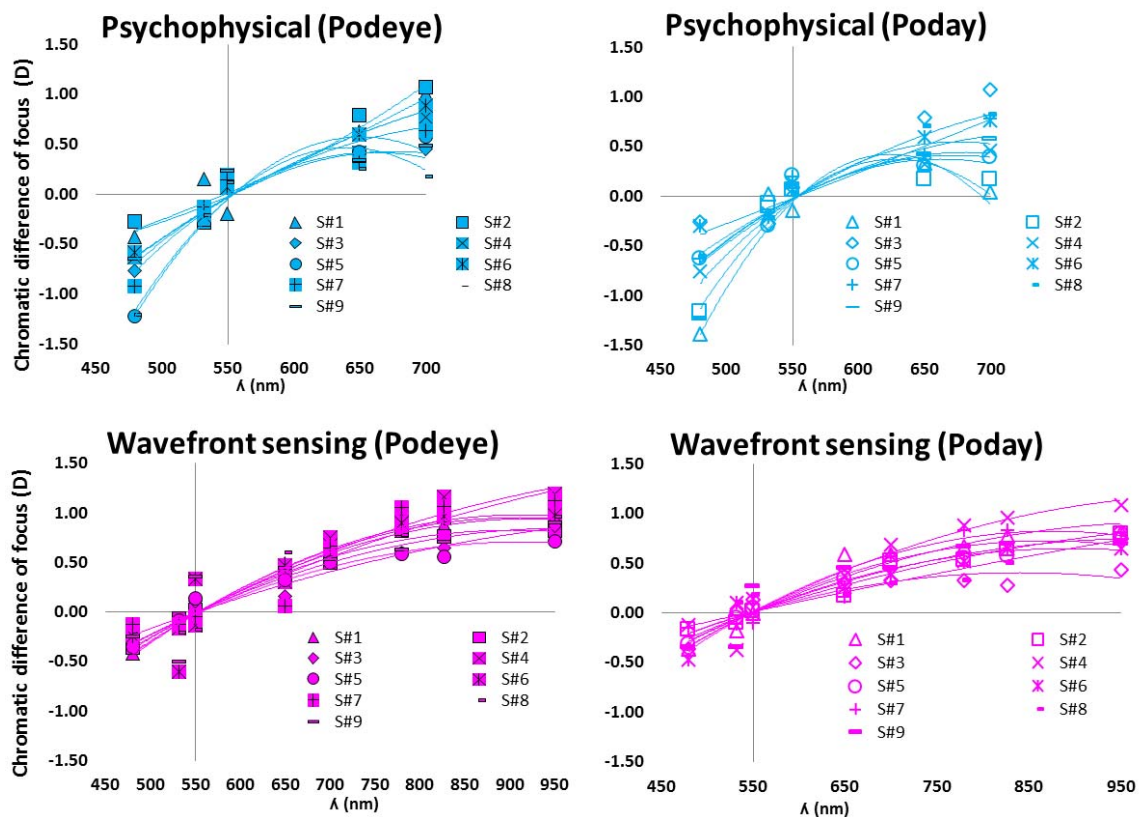 Psychophysical (Podeye)
Chromatic difference of focus (D)
1.50
1.00
0.50
0.00
-0.50
-1.00
-1.50
S#1 S#2
S#3 S#4
S#5 S#6
S#7 S#8
S#9
450 500 550 600 650 700
λ (nm)
Psychophysical (Poday)
1.50
1.00
0.50
0.00
-0.50
-1.00
-1.50
S#1 S#2
S#3 S#4
S#5 S#6
S#7 S#8
S#9
450 500 550 600 650 700
λ (nm)
Wavefront sensing (Podeye)
Chromatic difference of focus (D)
1.50
1.00
0.50
0.00
-0.50
-1.00
-1.50
S#1 S#2
S#3 S#4
S#5 S#6
S#7 S#8
S#9
450 500 550 600 650 700 750 800 850 900 950
λ (nm)
Wavefront sensing (Poday)
1.50
1.00
0.50
0.00
-0.50
-1.00
-1.50
S#1 S#2
S#3 S#4
S#5 S#6
S#7 S#8
S#9
450 550 650 750 850 950
λ (nm)